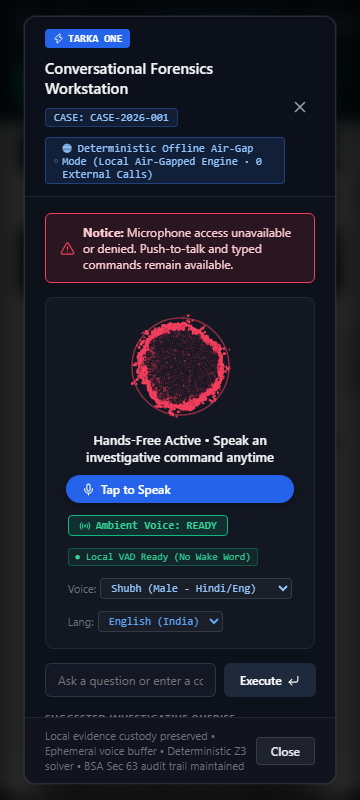 TARKA ONE
Conversational Forensics
Workstation
CASE: CASE-2026-001
Deterministic Offline Air-Gap
Mode (Local Air-Gapped Engine · 0
External Calls)
Notice: Microphone access unavailable
or denied. Push-to-talk and typed
commands remain available.
Hands-Free Active • Speak an
investigative command anytime
Tap to Speak
Ambient Voice: READY
Local VAD Ready (No Wake Word)
Voice: Shubh (Male - Hindi/Eng)
Lang: English (India)
Ask a question or enter a cc
Execute
SUGGESTED INVESTIGATIVE QUERIES
Local evidence custody preserved •
Ephemeral voice buffer • Deterministic Z3
solver • BSA Sec 63 audit trail maintained
Close